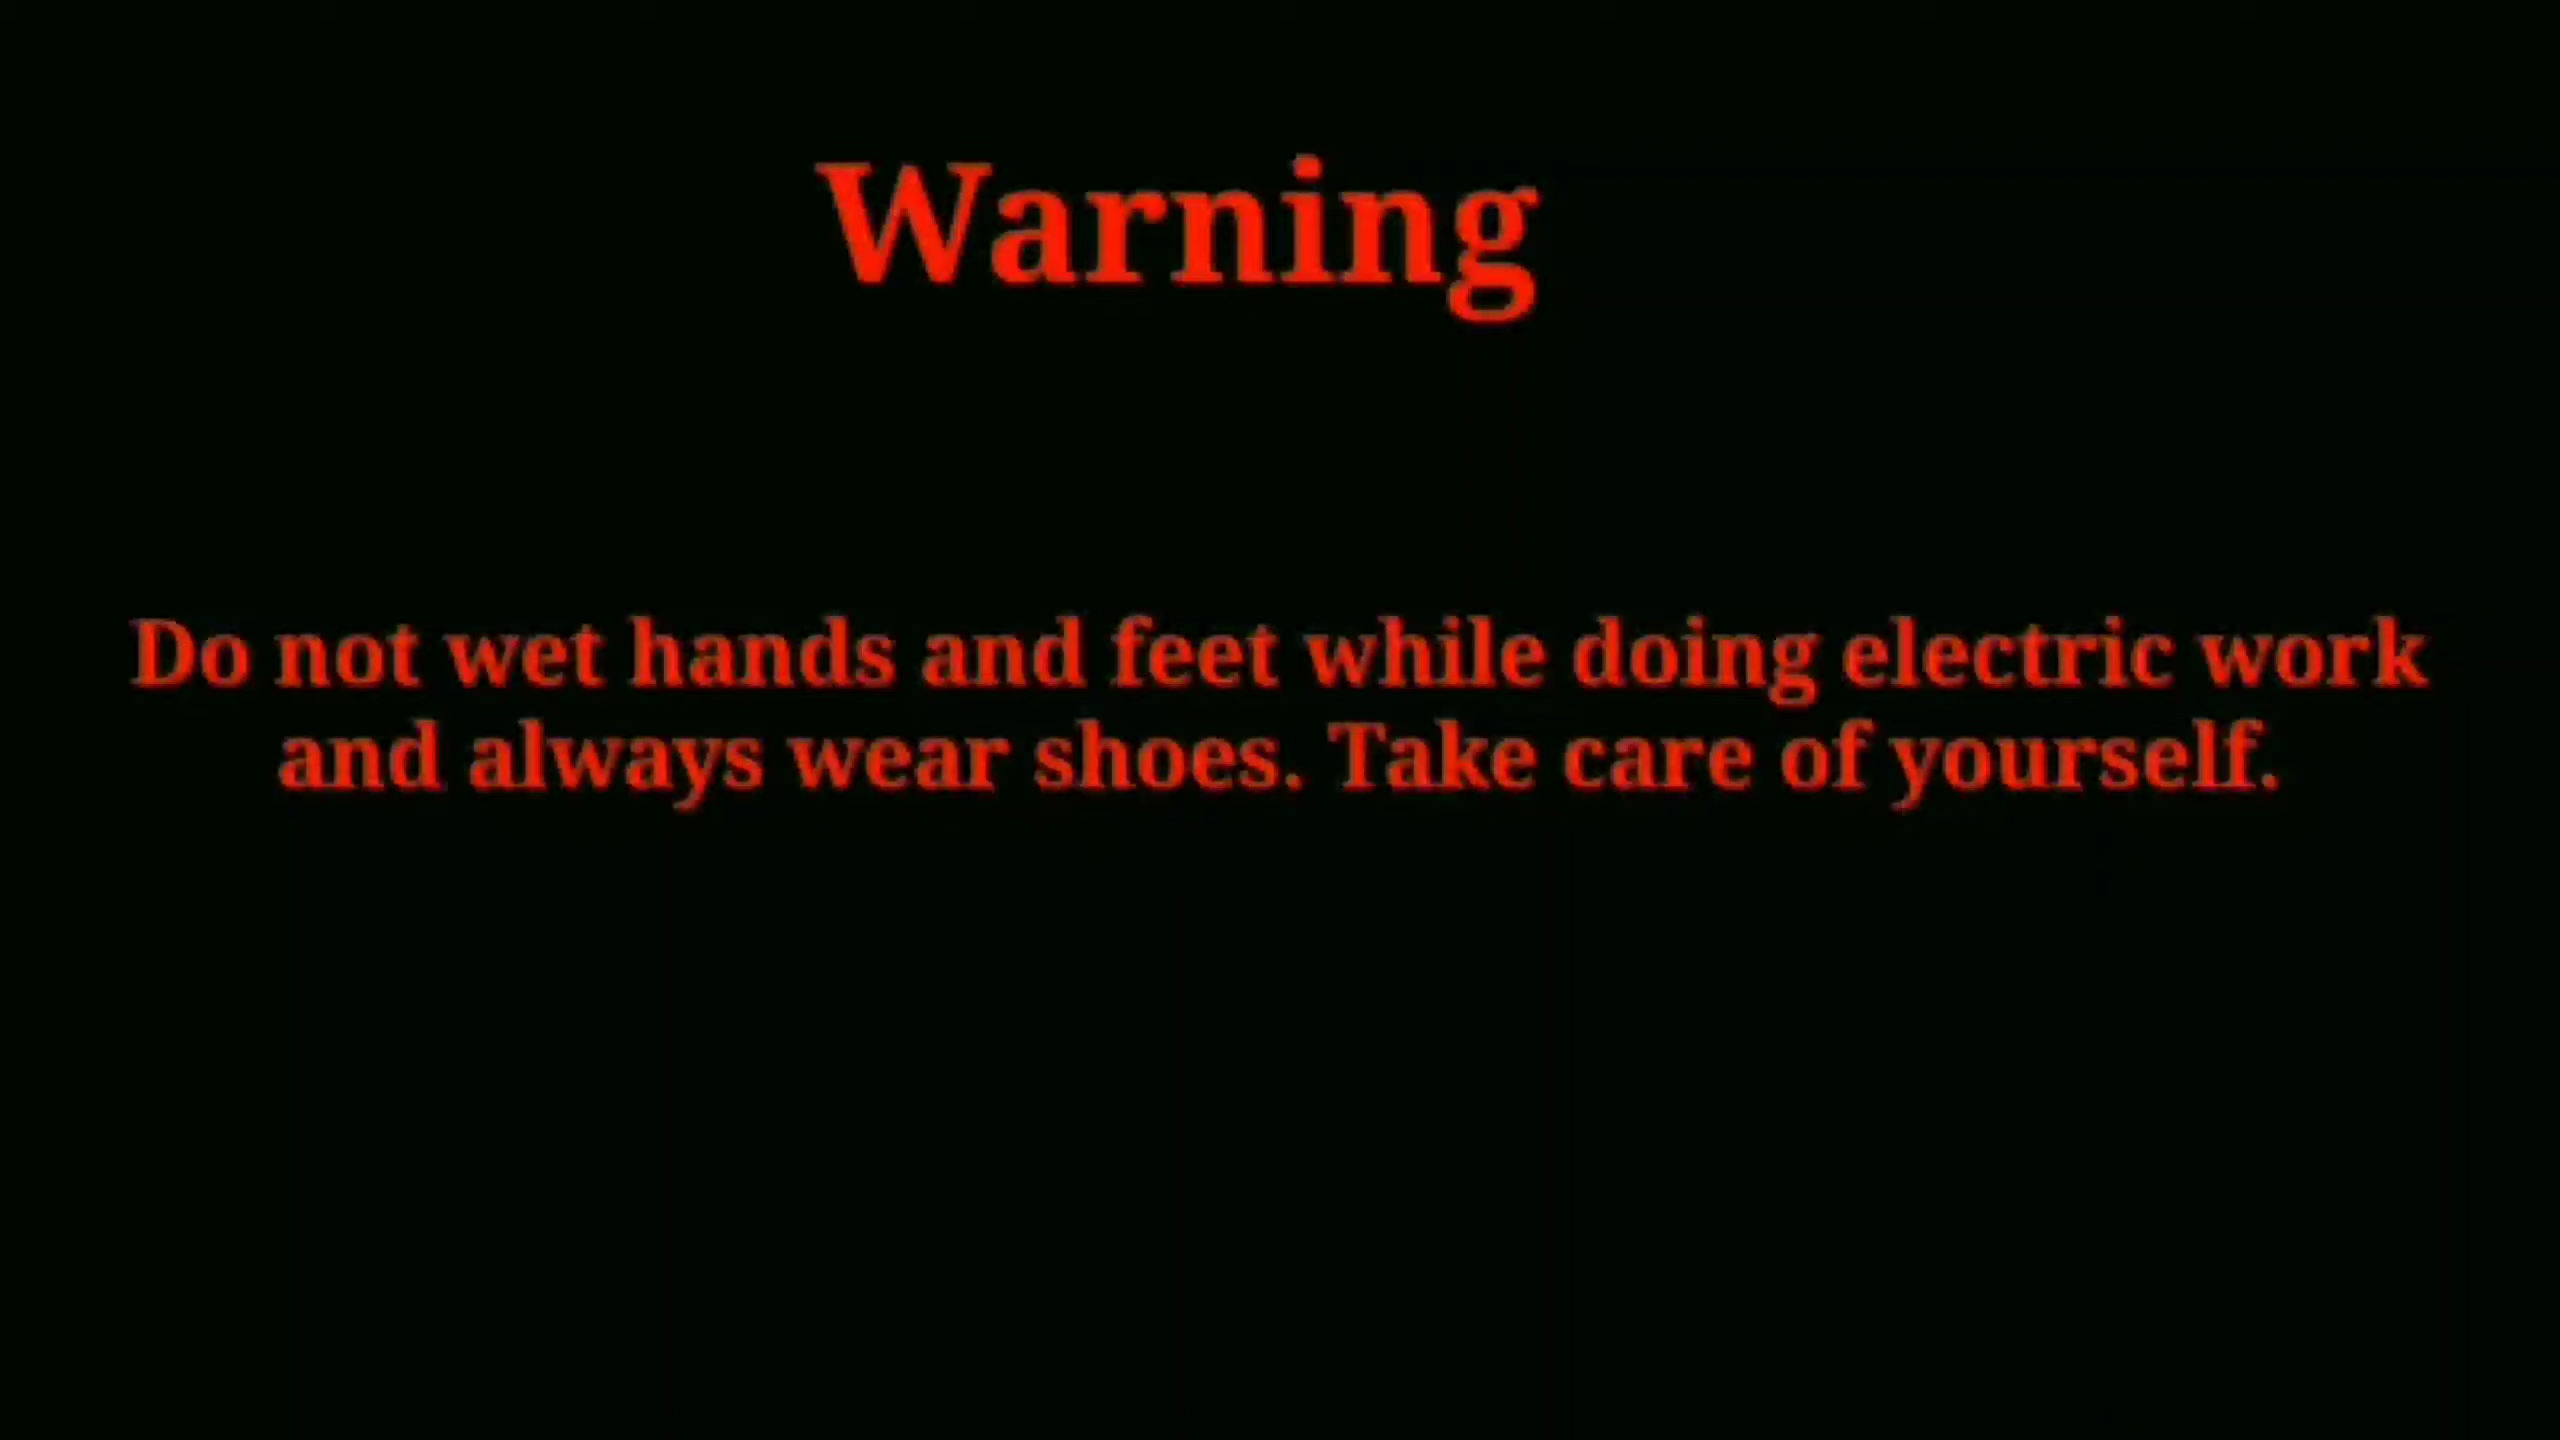 Warning
Do not wet hands and feet while doing electric work
and always wear shoes. Take care of yourself.